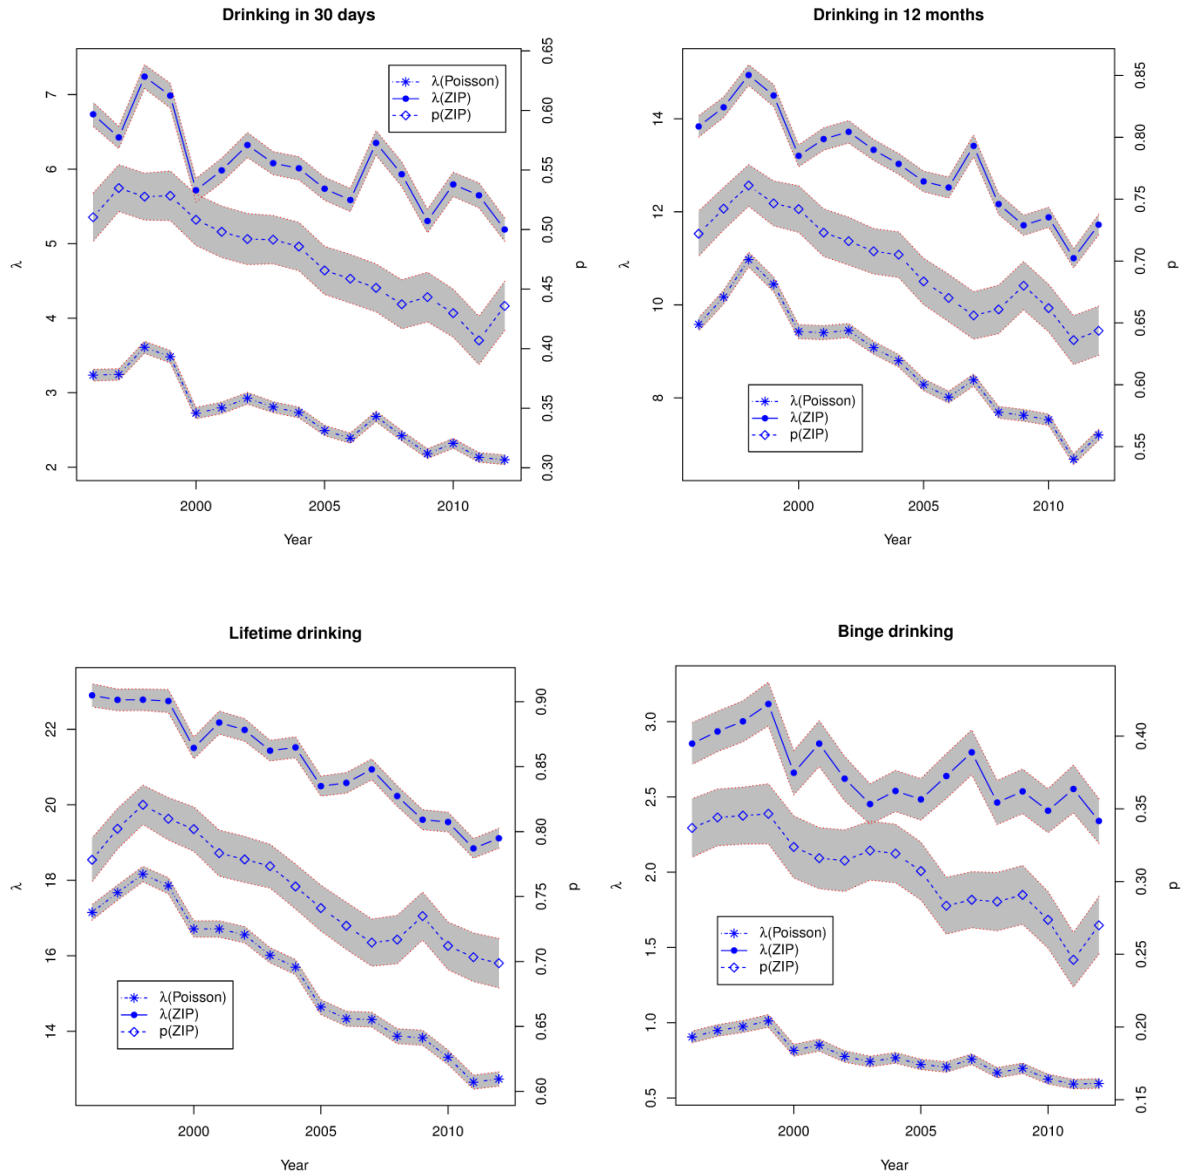 Drinking in 30 days
λ
7
6
5
4
3
2
0.65
0.60
0.55
0.50
0.45
0.40
0.35
0.30
p
λ(Poisson)
λ(ZIP)
p(ZIP)
2000 2005 2010
Year
Drinking in 12 months
λ
14
12
10
8
0.85
0.80
0.75
0.70
0.65
0.60
0.55
p
λ(Poisson)
λ(ZIP)
p(ZIP)
2000 2005 2010
Year
Lifetime drinking
λ
22
20
18
16
14
0.90
0.85
0.80
0.75
0.70
0.65
0.60
p
λ(Poisson)
λ(ZIP)
p(ZIP)
2000 2005 2010
Year
Binge drinking
λ
3.0
2.5
2.0
1.5
1.0
0.5
0.40
0.35
0.30
0.25
0.20
0.15
p
λ(Poisson)
λ(ZIP)
p(ZIP)
2000 2005 2010
Year